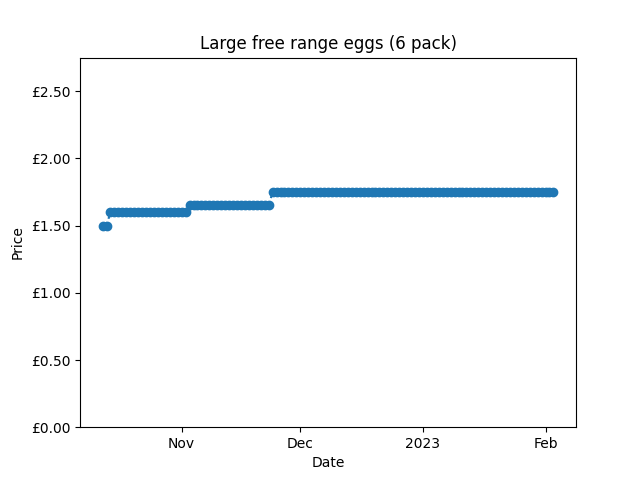 Large free range eggs (6 pack)
£2.50
£2.00
£1.50
£1.00
£0.50
£0.00
Price
Nov
Dec
2023
Feb
Date